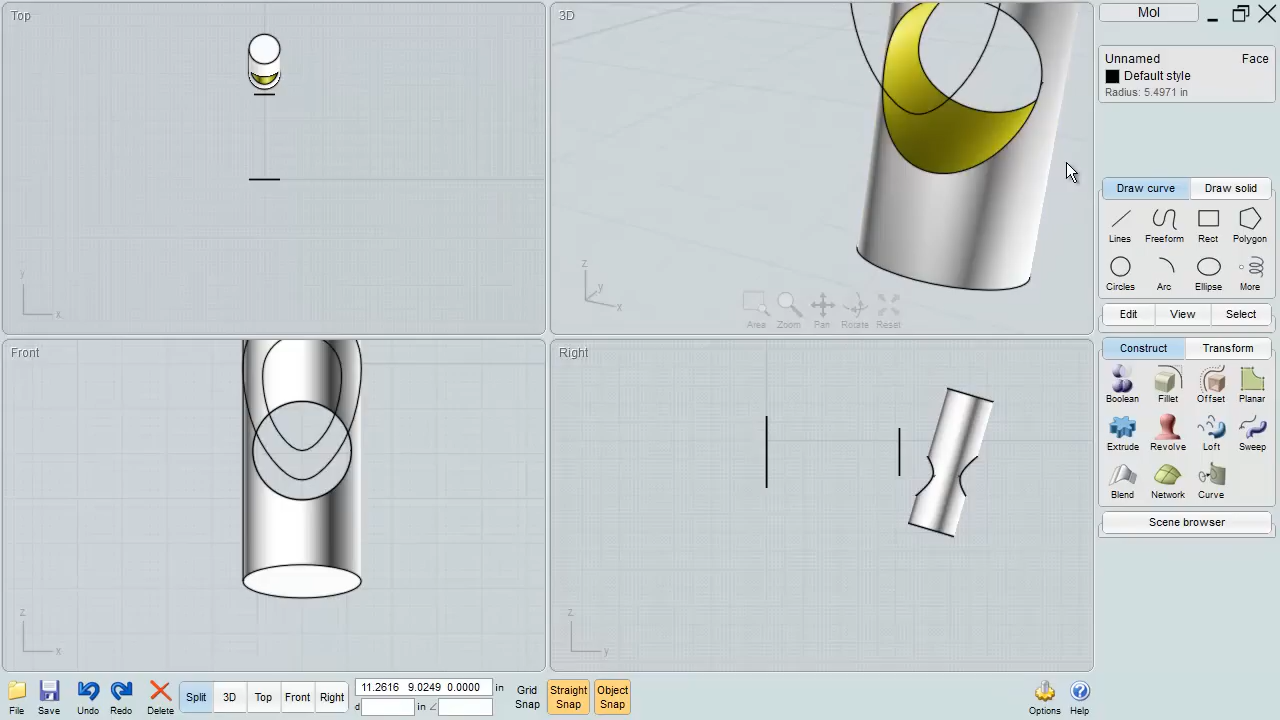 Top
y
x
3D
z
y
x
Area Zoom Pan Rotate Reset
Front
z
x
Right
z
y
MoI
Unnamed Face
Default style
Radius: 5.4971 in
Draw curve Draw solid
Lines Freeform Rect Polygon
Circles Arc Ellipse More
Edit View Select
Construct Transform
Boolean Fillet Offset Planar
Extrude Revolve Loft Sweep
Blend Network Curve
Scene browser
File Save Undo Redo Delete
Split 3D Top Front Right
11.2616 9.0249 0.0000 in
d in ∠
Grid Snap
Straight Snap
Object Snap
Options Help